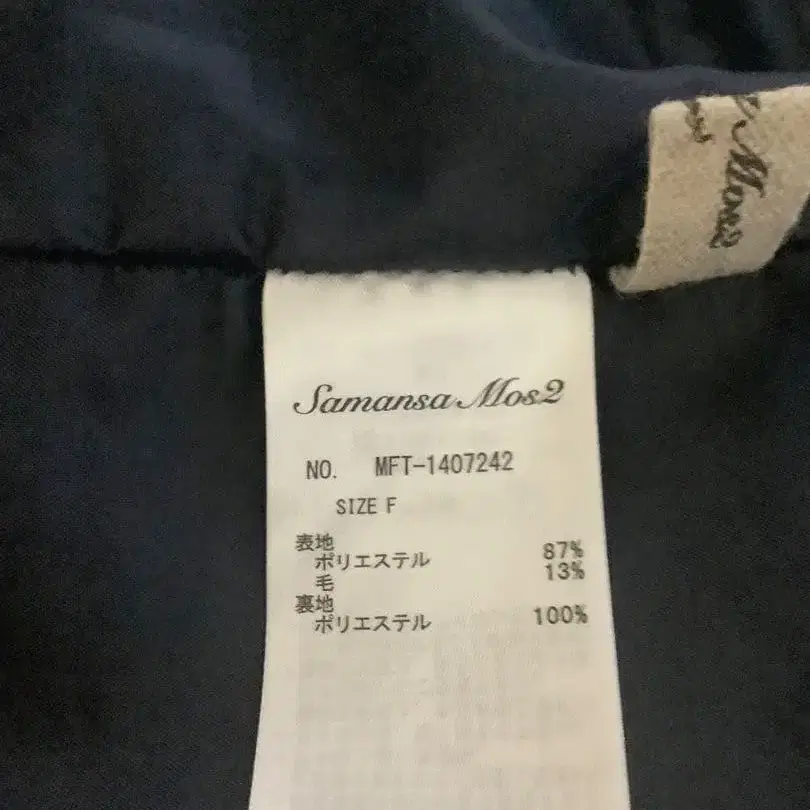 Mos2
Samansa Mos2
NO. MFT-1407242
SIZE F
表地
ポリエステル 87%
毛 13%
裏地
ポリエステル 100%